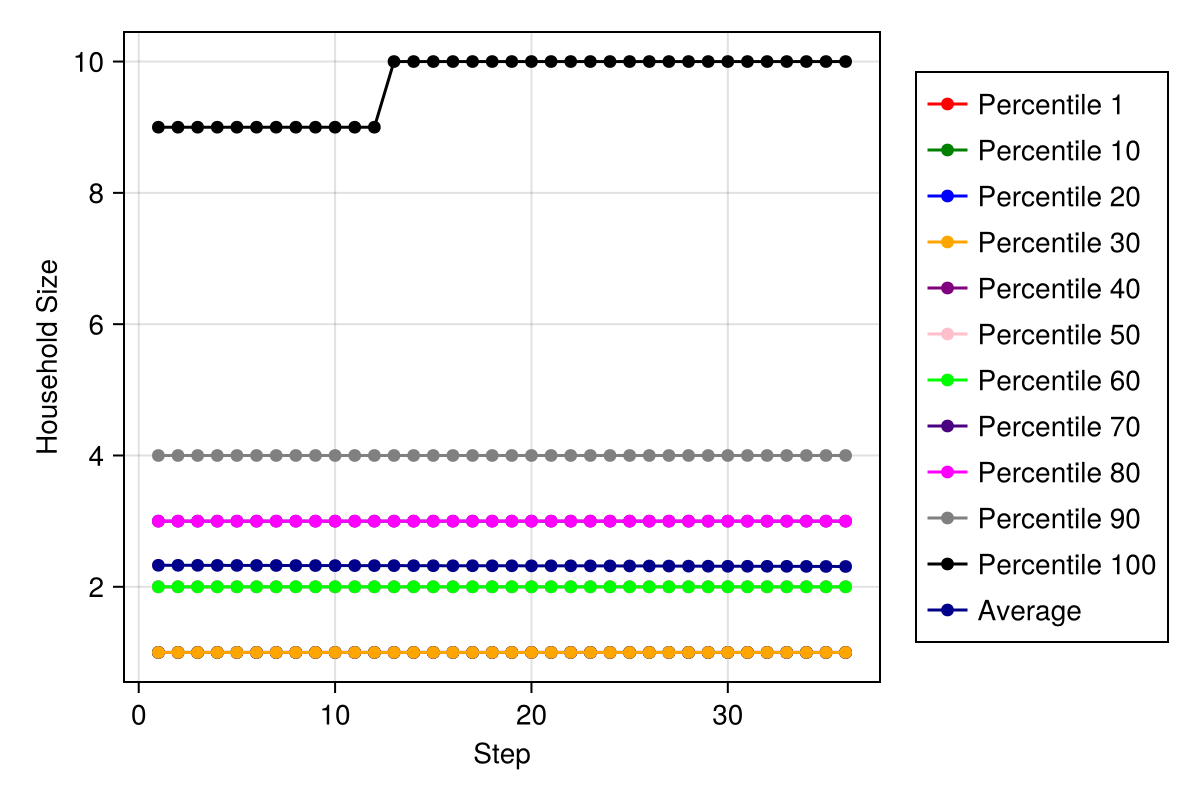 10
8
6
4
2
Household Size
0
10
20
30
Step
Percentile 1
Percentile 10
Percentile 20
Percentile 30
Percentile 40
Percentile 50
Percentile 60
Percentile 70
Percentile 80
Percentile 90
Percentile 100
Average